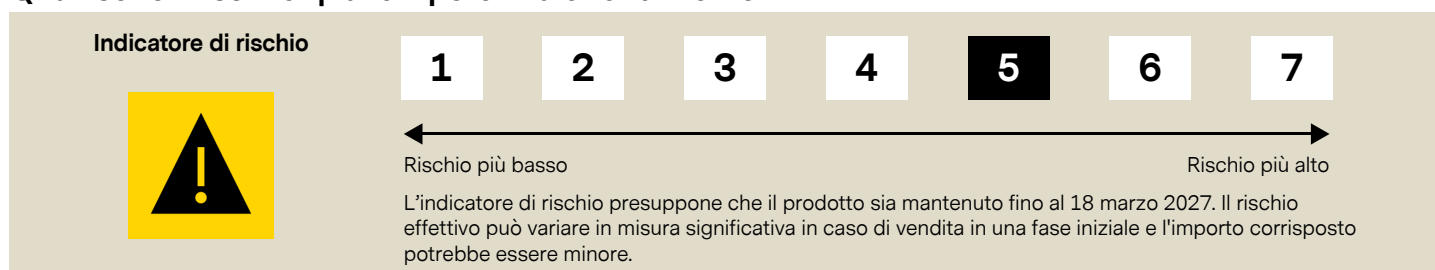 Indicatore di rischio
1 2 3 4 5 6 7
Rischio più basso
Rischio più alto
L'indicatore di rischio presuppone che il prodotto sia mantenuto fino al 18 marzo 2027. Il rischio
effettivo può variare in misura significativa in caso di vendita in una fase iniziale e l'importo corrisposto
potrebbe essere minore.